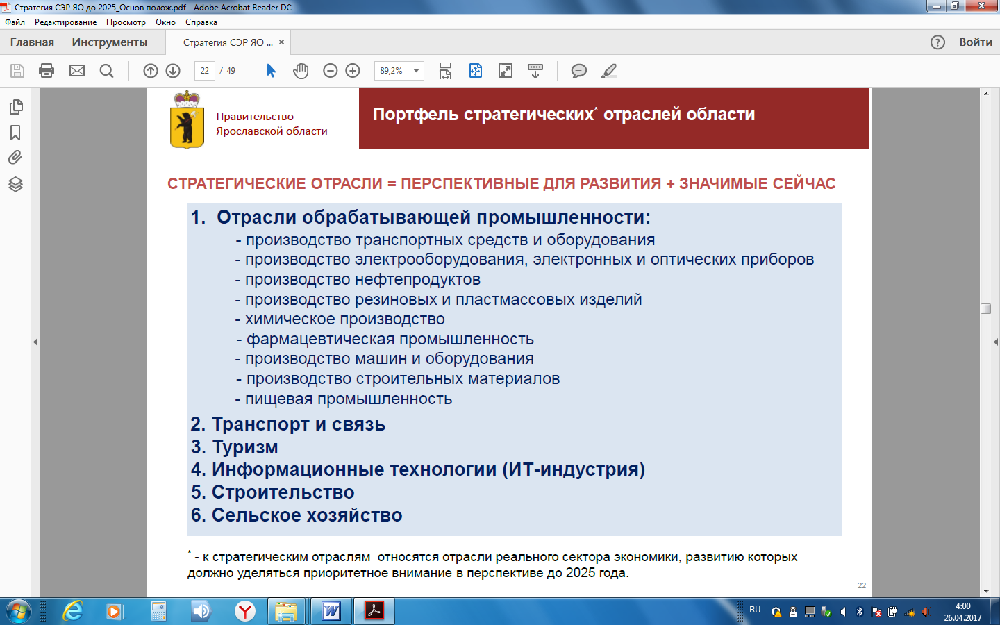 Стратегия СЭР ЯО до 2025_Основ полож.pdf - Adobe Acrobat Reader DC
Файл Редактирование Просмотр Окно Справка
Главная Инструменты Стратегия СЭР ЯО ... × ? Войти
22 / 49 89,2%
Правительство
Ярославской области
Портфель стратегических* отраслей области
СТРАТЕГИЧЕСКИЕ ОТРАСЛИ = ПЕРСПЕКТИВНЫЕ ДЛЯ РАЗВИТИЯ + ЗНАЧИМЫЕ СЕЙЧАС
1. Отрасли обрабатывающей промышленности:
- производство транспортных средств и оборудования
- производство электрооборудования, электронных и оптических приборов
- производство нефтепродуктов
- производство резиновых и пластмассовых изделий
- химическое производство
- фармацевтическая промышленность
- производство машин и оборудования
- производство строительных материалов
- пищевая промышленность
2. Транспорт и связь
3. Туризм
4. Информационные технологии (ИТ-индустрия)
5. Строительство
6. Сельское хозяйство
* - к стратегическим отраслям относятся отрасли реального сектора экономики, развитию которых
должно уделяться приоритетное внимание в перспективе до 2025 года.
22
RU 4:00
26.04.2017